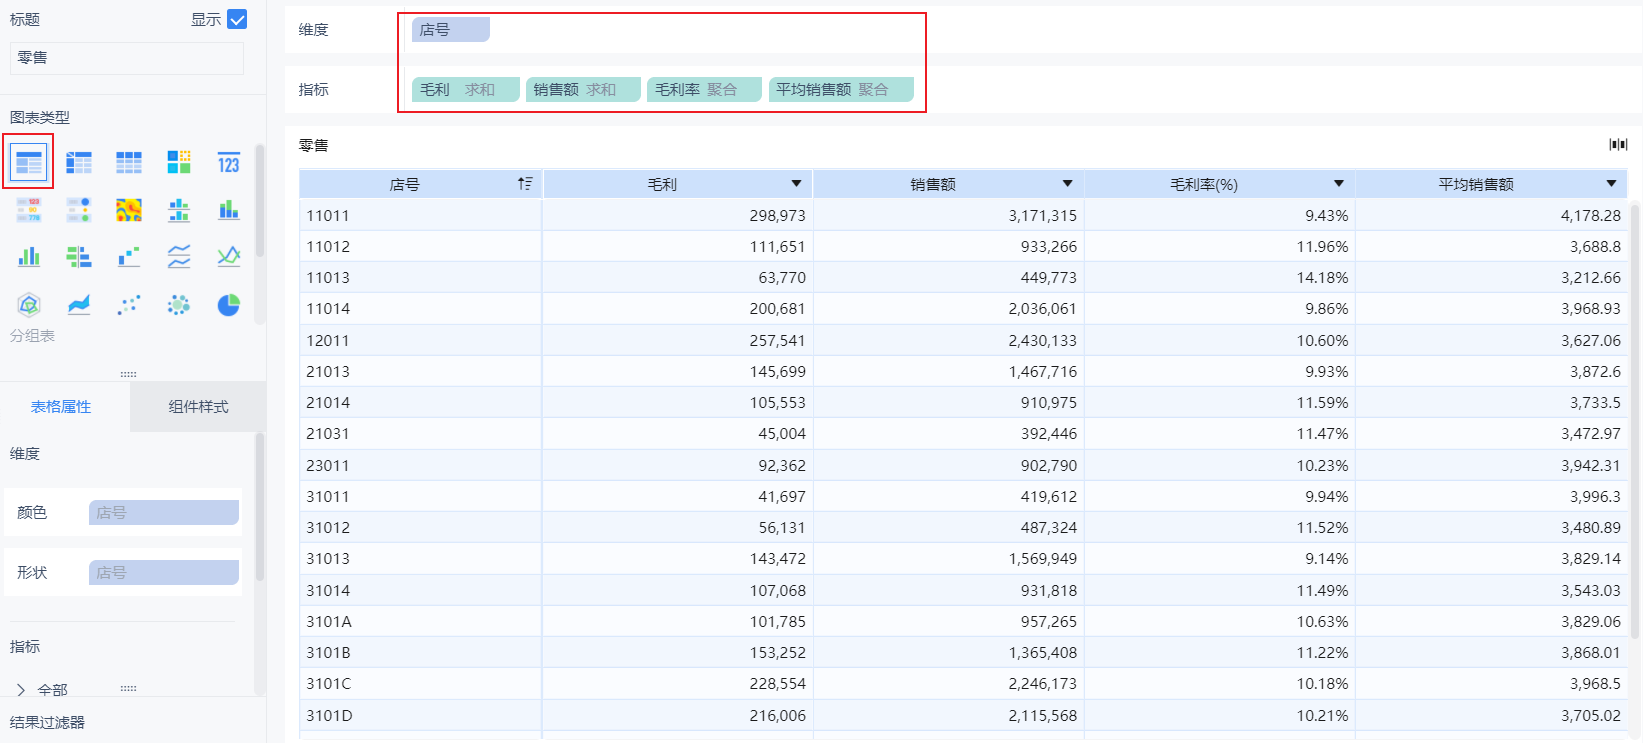 标题 显示
零售
图表类型
123
123
90
778
分组表
表格属性 组件样式
维度
颜色 店号
形状 店号
指标
全部
结果过滤器
维度 店号
指标 毛利 求和 销售额 求和 毛利率 聚合 平均销售额 聚合
零售
店号 毛利 销售额 毛利率(%) 平均销售额
11011 298,973 3,171,315 9.43% 4,178.28
11012 111,651 933,266 11.96% 3,688.8
11013 63,770 449,773 14.18% 3,212.66
11014 200,681 2,036,061 9.86% 3,968.93
12011 257,541 2,430,133 10.60% 3,627.06
21013 145,699 1,467,716 9.93% 3,872.6
21014 105,553 910,975 11.59% 3,733.5
21031 45,004 392,446 11.47% 3,472.97
23011 92,362 902,790 10.23% 3,942.31
31011 41,697 419,612 9.94% 3,996.3
31012 56,131 487,324 11.52% 3,480.89
31013 143,472 1,569,949 9.14% 3,829.14
31014 107,068 931,818 11.49% 3,543.03
3101A 101,785 957,265 10.63% 3,829.06
3101B 153,252 1,365,408 11.22% 3,868.01
3101C 228,554 2,246,173 10.18% 3,968.5
3101D 216,006 2,115,568 10.21% 3,705.02